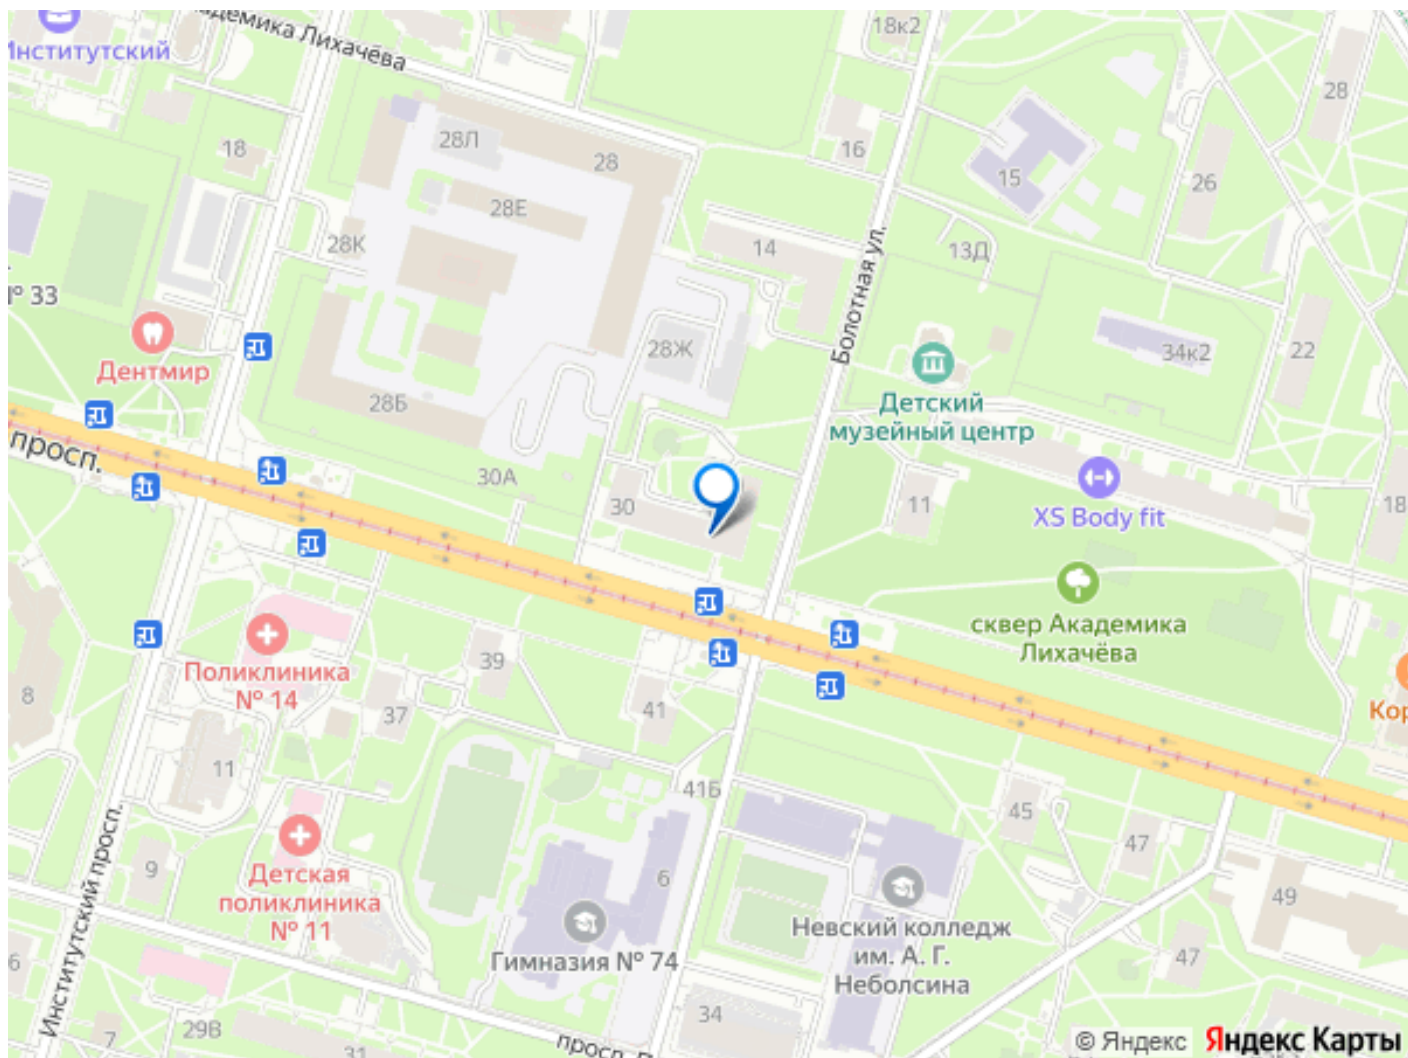 Институтский
Академика Лихачёва
18к2
28
28Л
28
16
18
15
26
28Е
28К
14
13Д
Болотная ул.
№ 33
28Ж
34к2
22
Дентмир
Детский
музейный центр
28Б
просп.
30А
30
11
XS Body fit
18
сквер Академика
Лихачёва
39
Поликлиника
№ 14
8
37
41
Кор
11
41Б
45
47
Институтский просп.
9
Детская
поликлиника
№ 11
6
49
Невский колледж
им. А. Г.
Неболсина
Гимназия № 74
47
6
34
7
29В
31
просп. П
© Яндекс Яндекс Карты